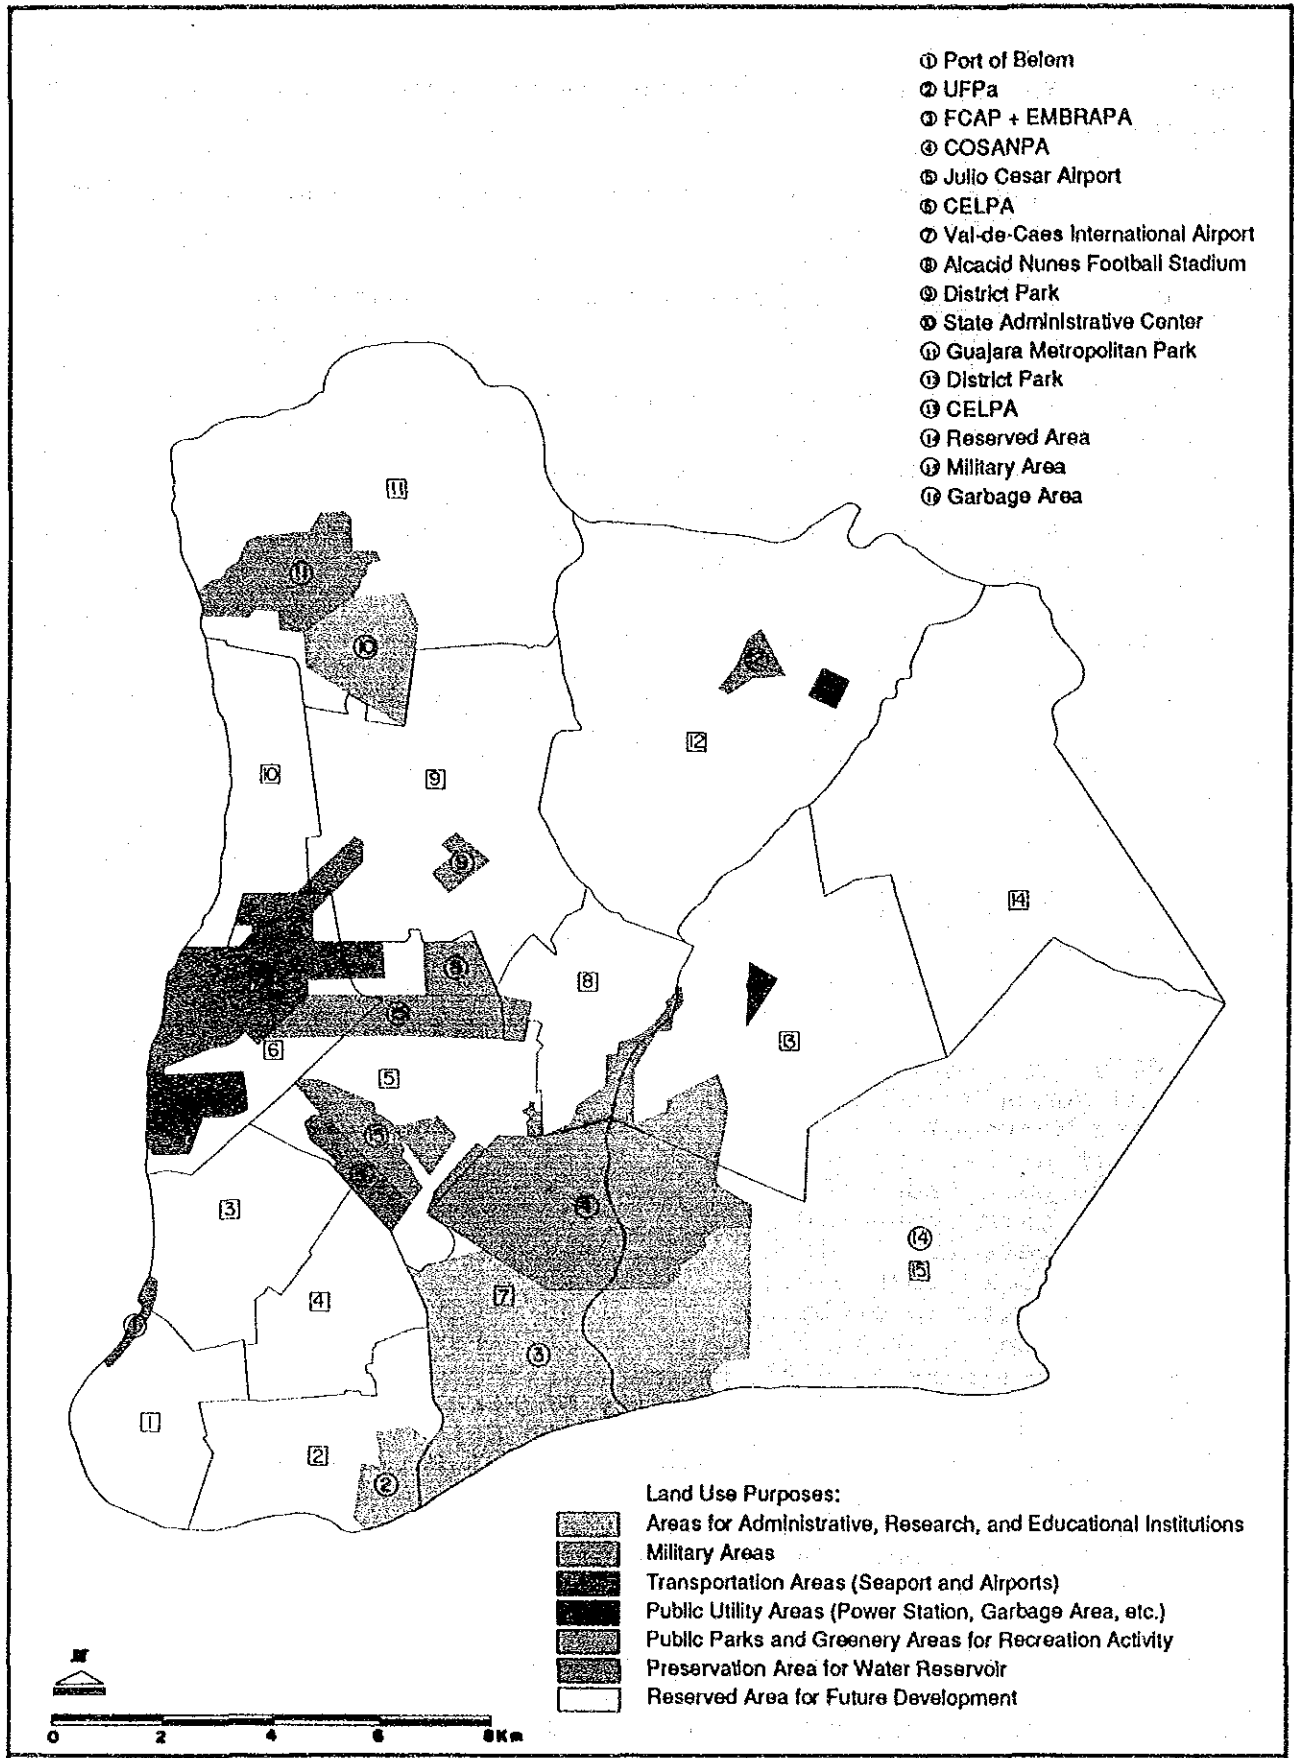 ① Port of Belem
② UFPa
③ FCAP + EMBRAPA
④ COSANPA
⑤ Julio Cesar Airport
⑥ CELPA
⑦ Val-de-Caes International Airport
⑧ Alcacid Nunes Football Stadium
⑨ District Park
⑩ State Administrative Center
⑪ Guajara Metropolitan Park
⑫ District Park
⑬ CELPA
⑭ Reserved Area
⑮ Military Area
⑯ Garbage Area
11
⑪
⑩
⑫
12
10
9
⑨
14
⑧
8
6
13
5
⑮
3
⑭
15
7
4
③
1
2
②
Land Use Purposes:
Areas for Administrative, Research, and Educational Institutions
Military Areas
Transportation Areas (Seaport and Airports)
Public Utility Areas (Power Station, Garbage Area, etc.)
Public Parks and Greenery Areas for Recreation Activity
Preservation Area for Water Reservoir
Reserved Area for Future Development
N
0 2 4 6 8Km